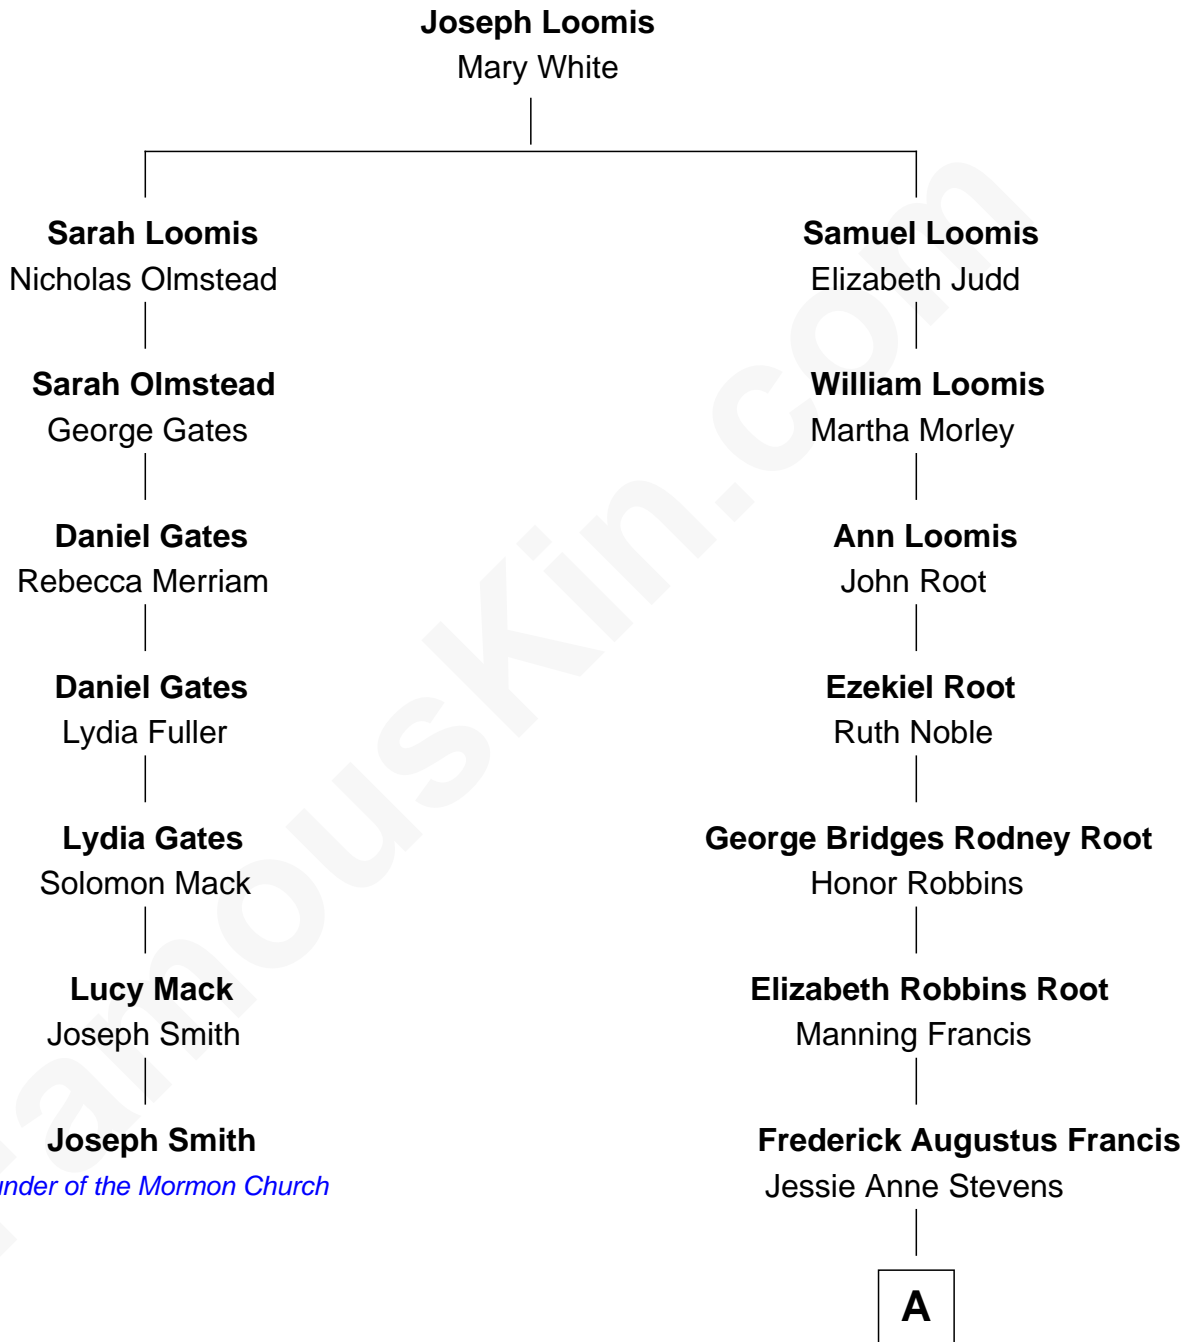 Joseph Loomis
Mary White
Sarah Loomis
Nicholas Olmstead
Sarah Olmstead
George Gates
Daniel Gates
Rebecca Merriam
Daniel Gates
Lydia Fuller
Lydia Gates
Solomon Mack
Lucy Mack
Joseph Smith
Joseph Smith
under of the Mormon Church
Samuel Loomis
Elizabeth Judd
William Loomis
Martha Morley
Ann Loomis
John Root
Ezekiel Root
Ruth Noble
George Bridges Rodney Root
Honor Robbins
Elizabeth Robbins Root
Manning Francis
Frederick Augustus Francis
Jessie Anne Stevens
A
FamousKin.com